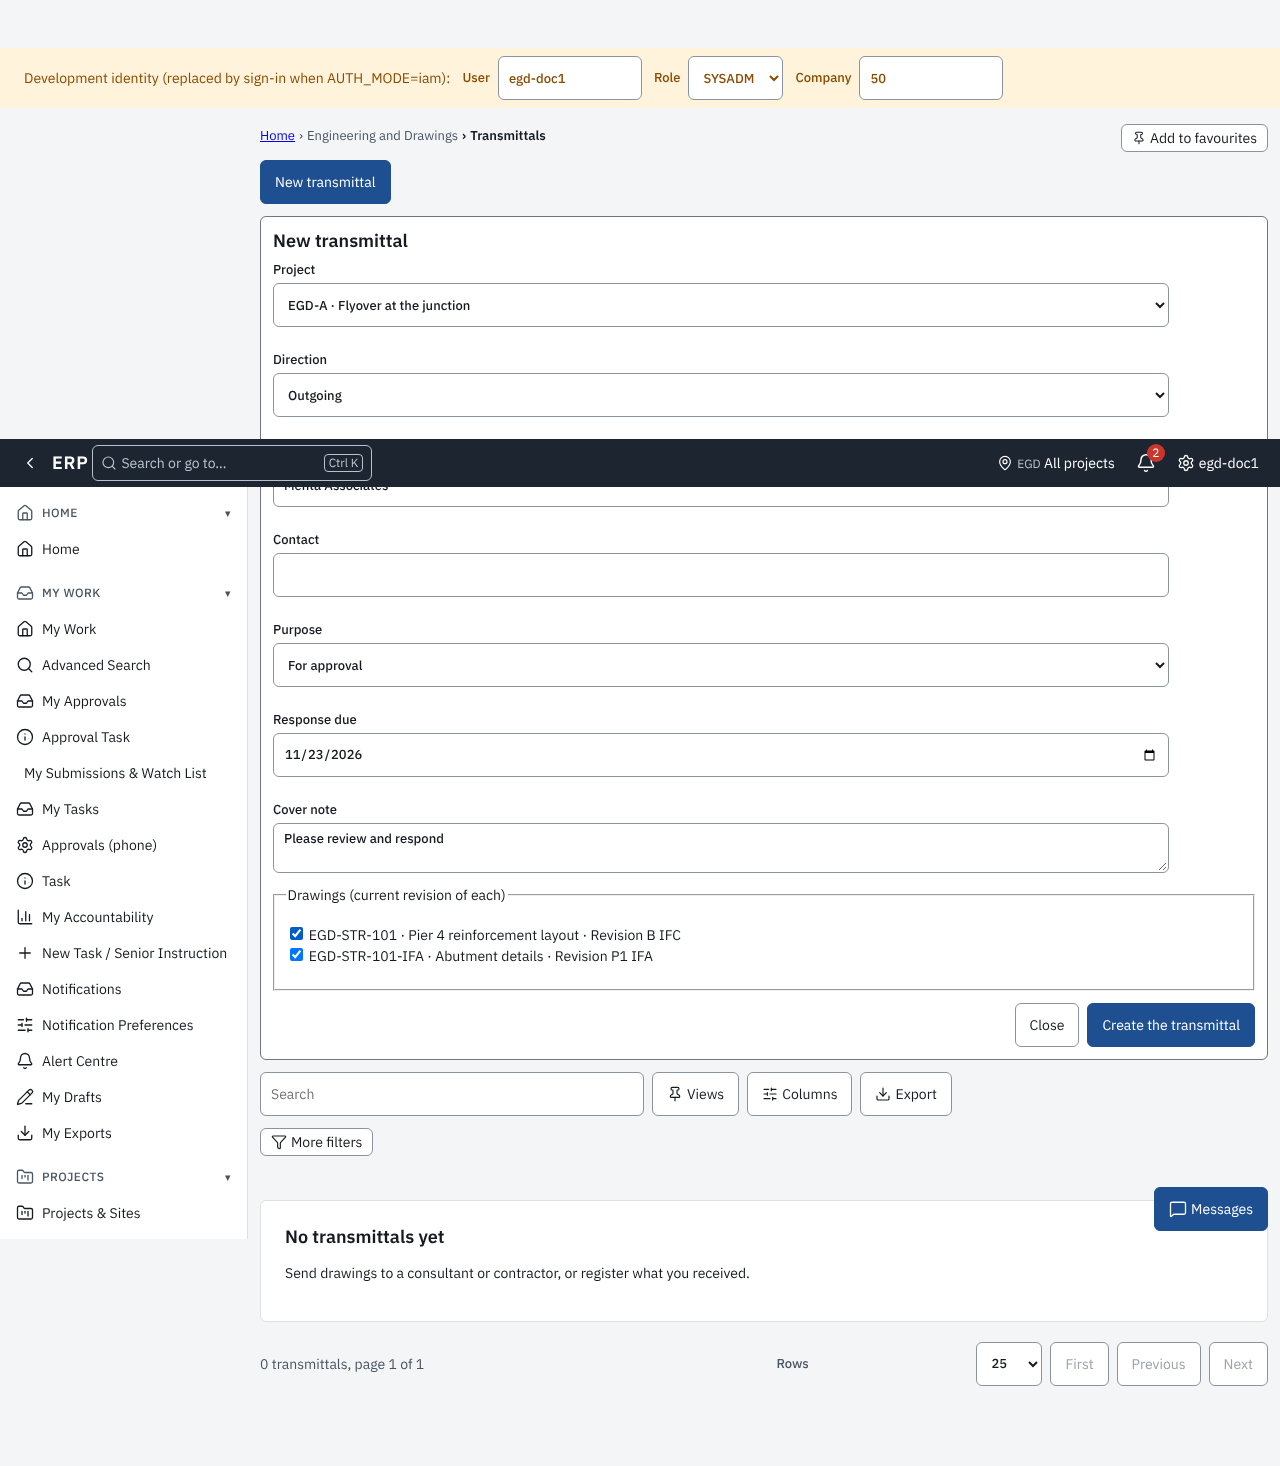 Development identity (replaced by sign-in when AUTH_MODE=iam): User egd-doc1 Role SYSADM Company 50
Home › Engineering and Drawings › Transmittals
Add to favourites
New transmittal
New transmittal
Project
EGD-A · Flyover at the junction
Direction
Outgoing
ERP
Search or go to...
Ctrl K
EGD All projects
2
egd-doc1
Mehta Associates
Contact
Purpose
For approval
Response due
11/23/2026
Cover note
Please review and respond
Drawings (current revision of each)
EGD-STR-101 · Pier 4 reinforcement layout · Revision B IFC
EGD-STR-101-IFA · Abutment details · Revision P1 IFA
Close
Create the transmittal
HOME
Home
MY WORK
My Work
Advanced Search
My Approvals
Approval Task
My Submissions & Watch List
My Tasks
Approvals (phone)
Task
My Accountability
New Task / Senior Instruction
Notifications
Notification Preferences
Alert Centre
My Drafts
My Exports
PROJECTS
Projects & Sites
Search
Views
Columns
Export
More filters
Messages
No transmittals yet
Send drawings to a consultant or contractor, or register what you received.
0 transmittals, page 1 of 1
Rows
25
First
Previous
Next